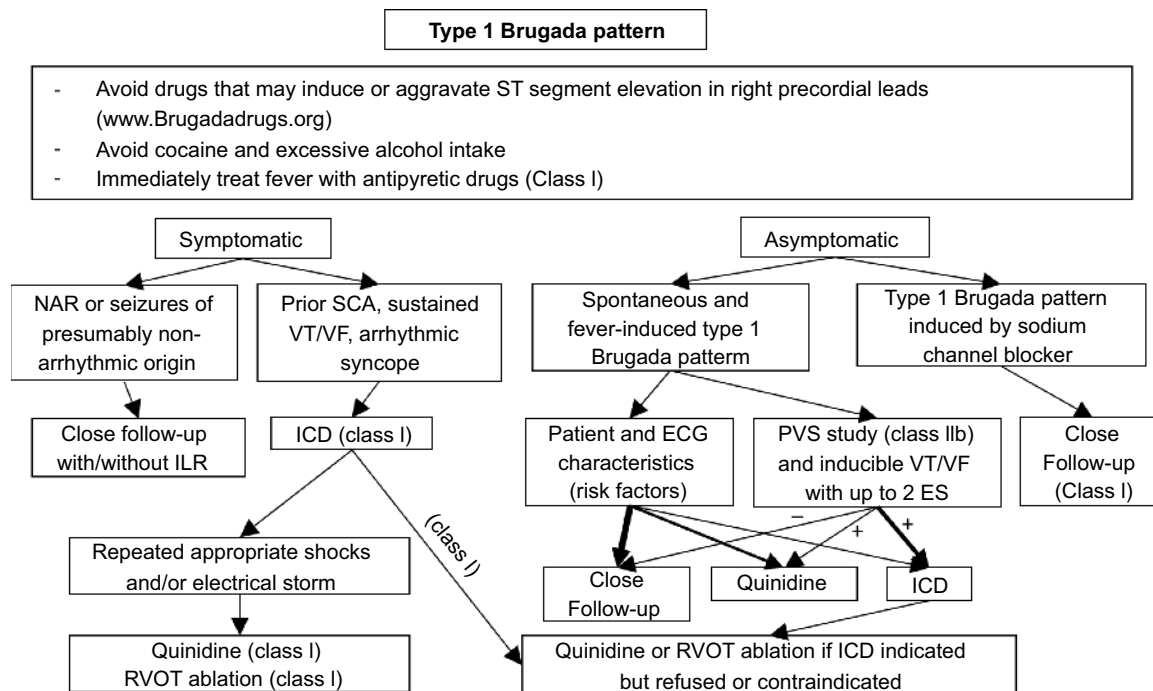 Type 1 Brugada pattern
- Avoid drugs that may induce or aggravate ST segment elevation in right precordial leads
(www.Brugadadrugs.org)
- Avoid cocaine and excessive alcohol intake
- Immediately treat fever with antipyretic drugs (Class I)
Symptomatic
Asymptomatic
NAR or seizures of
presumably non-
arrhythmic origin
Prior SCA, sustained
VT/VF, arrhythmic
syncope
Spontaneous and
fever-induced type 1
Brugada patterm
Type 1 Brugada pattern
induced by sodium
channel blocker
Close follow-up
with/without ILR
ICD (class I)
Patient and ECG
characteristics
(risk factors)
PVS study (class IIb)
and inducible VT/VF
with up to 2 ES
Close
Follow-up
(Class I)
(class I)
–
+
+
Repeated appropriate shocks
and/or electrical storm
Close
Follow-up
Quinidine
ICD
Quinidine (class I)
RVOT ablation (class I)
Quinidine or RVOT ablation if ICD indicated
but refused or contraindicated